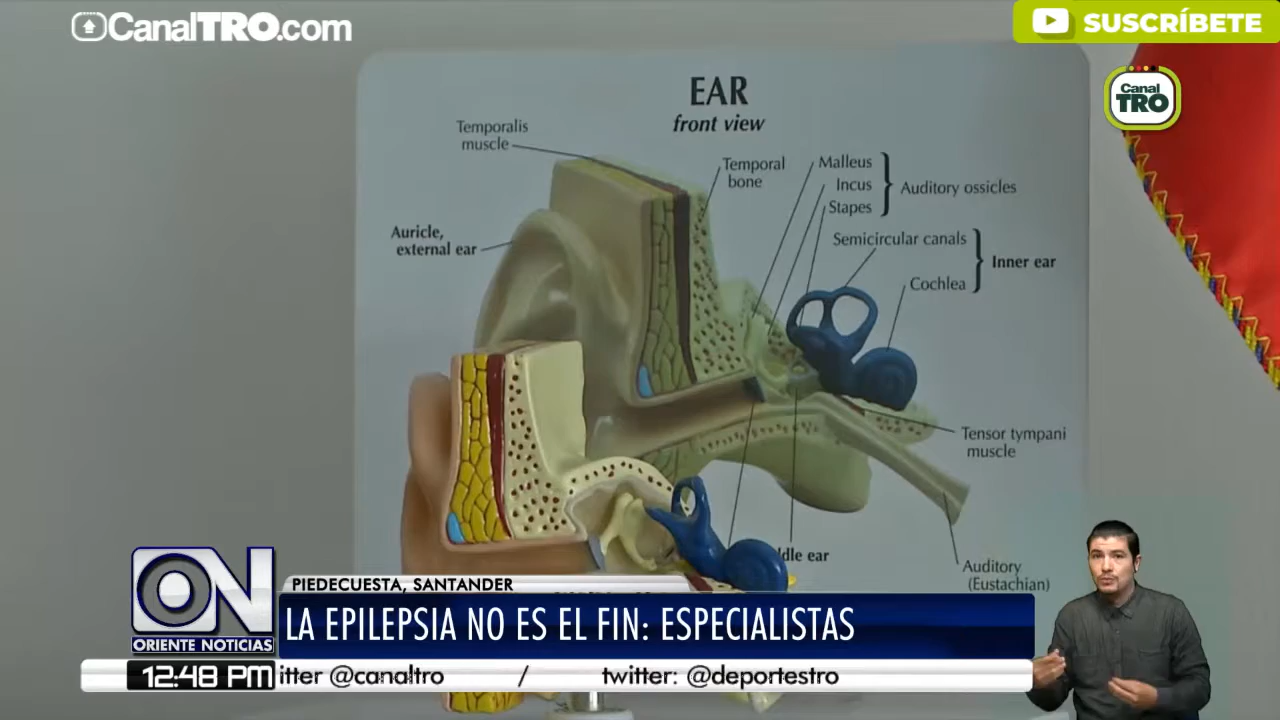 CanalTRO.com
SUSCRÍBETE
Canal
TRO
EAR
front view
Temporalis
muscle
Temporal
bone
Malleus
Incus
Stapes
Auditory ossicles
Auricle,
external ear
Semicircular canals
Cochlea
Inner ear
Tensor tympani
muscle
ddle ear
Auditory
(Eustachian)
ON
ORIENTE NOTICIAS
PIEDECUESTA, SANTANDER
LA EPILEPSIA NO ES EL FIN: ESPECIALISTAS
12:48 PM
itter @canaltro / twitter: @deportestro